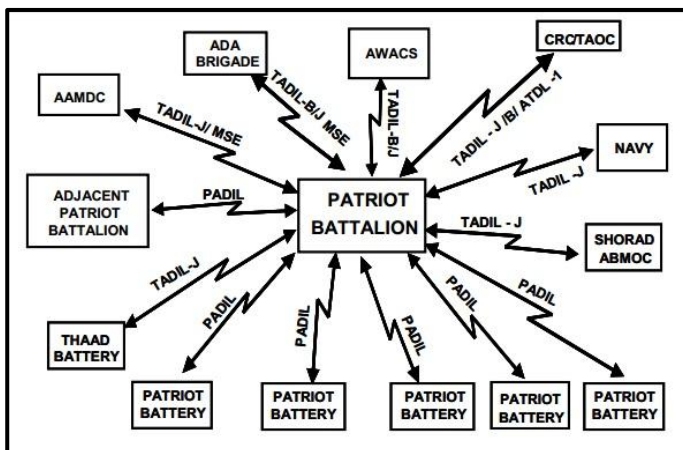 ADA
BRIGADE
AWACS
CRC/TAOC
AAMDC
TADIL-J/ MSE
TADIL-B/J MSE
TADIL-B/J
TADIL - J /B/ ATDL -1
NAVY
TADIL -J
ADJACENT
PATRIOT
BATTALION
PADIL
PATRIOT
BATTALION
TADIL - J
SHORAD
ABMOC
TADIL-J
THAAD
BATTERY
PADIL
PADIL
PADIL
PADIL
PADIL
PATRIOT
BATTERY
PATRIOT
BATTERY
PATRIOT
BATTERY
PATRIOT
BATTERY
PATRIOT
BATTERY